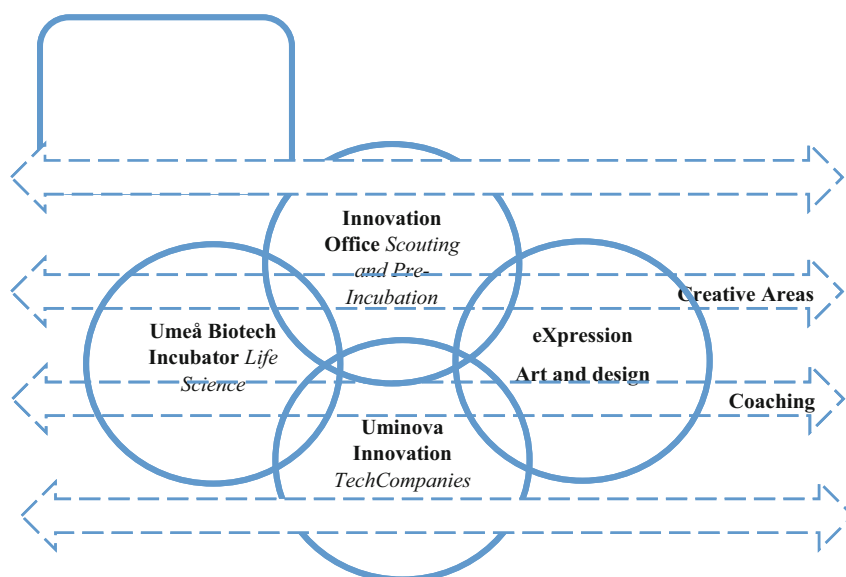 Innovation
Office Scouting
and Pre-
Incubation
Creative Areas
Umeå Biotech
Incubator Life
Science
eXpression
Art and design
Coaching
Uminova
Innovation
TechCompanies